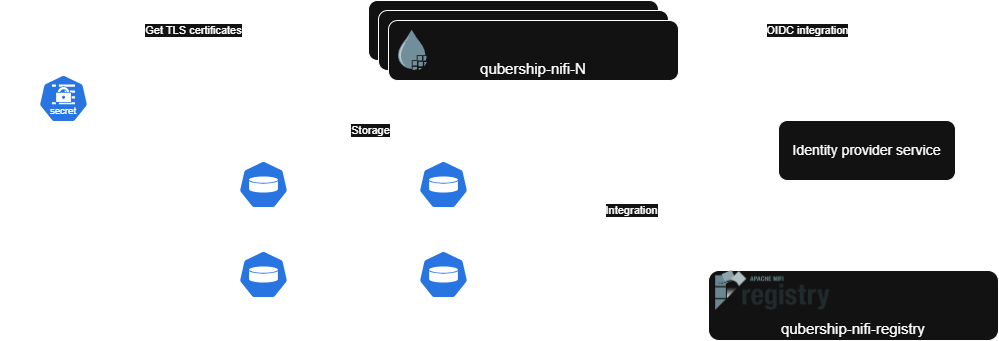 Get TLS certificates
OIDC integration
qubership-nifi-N
secret
Storage
Identity provider service
Integration
APACHE NIFI
registry
qubership-nifi-registry